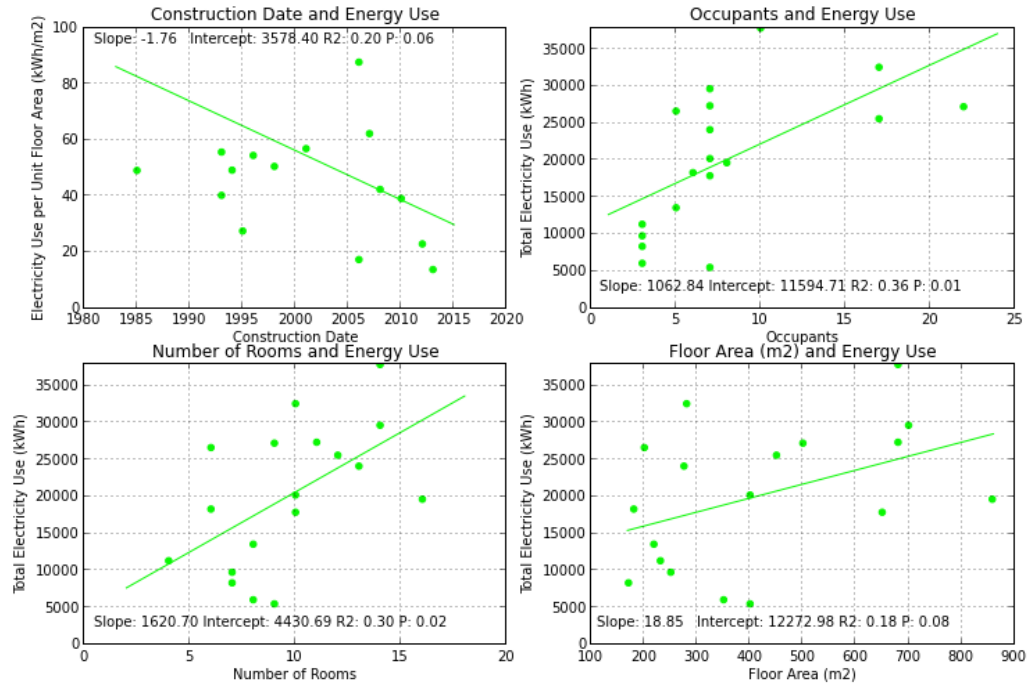 Construction Date and Energy Use
Slope: -1.76 Intercept: 3578.40 R2: 0.20 P: 0.06
Electricity Use per Unit Floor Area (kWh/m2)
100
80
60
40
20
0
1980 1985 1990 1995 2000 2005 2010 2015 2020
Construction Date
Occupants and Energy Use
Total Electricity Use (kWh)
35000
30000
25000
20000
15000
10000
5000
0
Slope: 1062.84 Intercept: 11594.71 R2: 0.36 P: 0.01
0 5 10 15 20 25
Occupants
Number of Rooms and Energy Use
Total Electricity Use (kWh)
35000
30000
25000
20000
15000
10000
5000
0
Slope: 1620.70 Intercept: 4430.69 R2: 0.30 P: 0.02
0 5 10 15 20
Number of Rooms
Floor Area (m2) and Energy Use
Total Electricity Use (kWh)
35000
30000
25000
20000
15000
10000
5000
0
Slope: 18.85 Intercept: 12272.98 R2: 0.18 P: 0.08
100 200 300 400 500 600 700 800 900
Floor Area (m2)